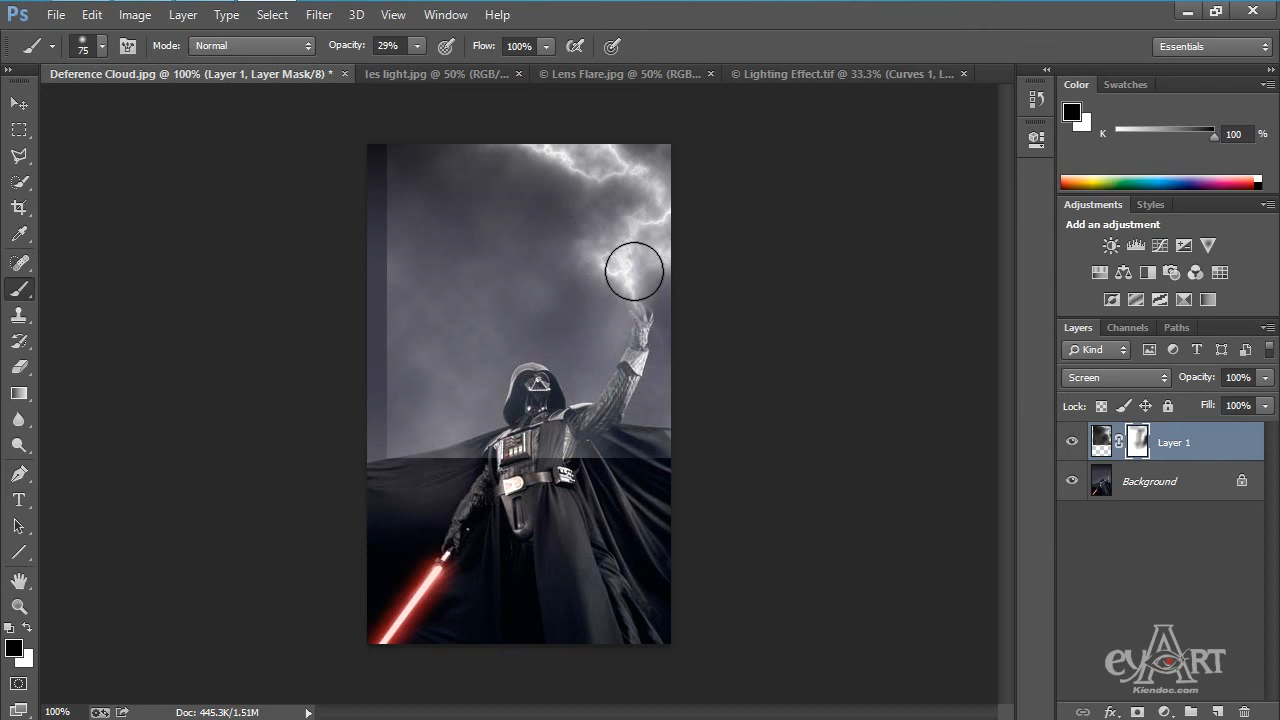 Ps File Edit Image Layer Type Select Filter 3D View Window Help
75 Mode: Normal Opacity: 29% Flow: 100% Essentials
Deference Cloud.jpg @ 100% (Layer 1, Layer Mask/8) * × les light.jpg @ 50% (RGB/... × © Lens Flare.jpg @ 50% (RGB... × © Lighting Effect.tif @ 33.3% (Curves 1, L... ×
Color Swatches
K 100 %
Adjustments Styles
Add an adjustment
Layers Channels Paths
Kind
Screen Opacity: 100%
Lock: Fill: 100%
Layer 1
Background
eyART
Kiendoc.com
100% Doc: 445.3K/1.51M